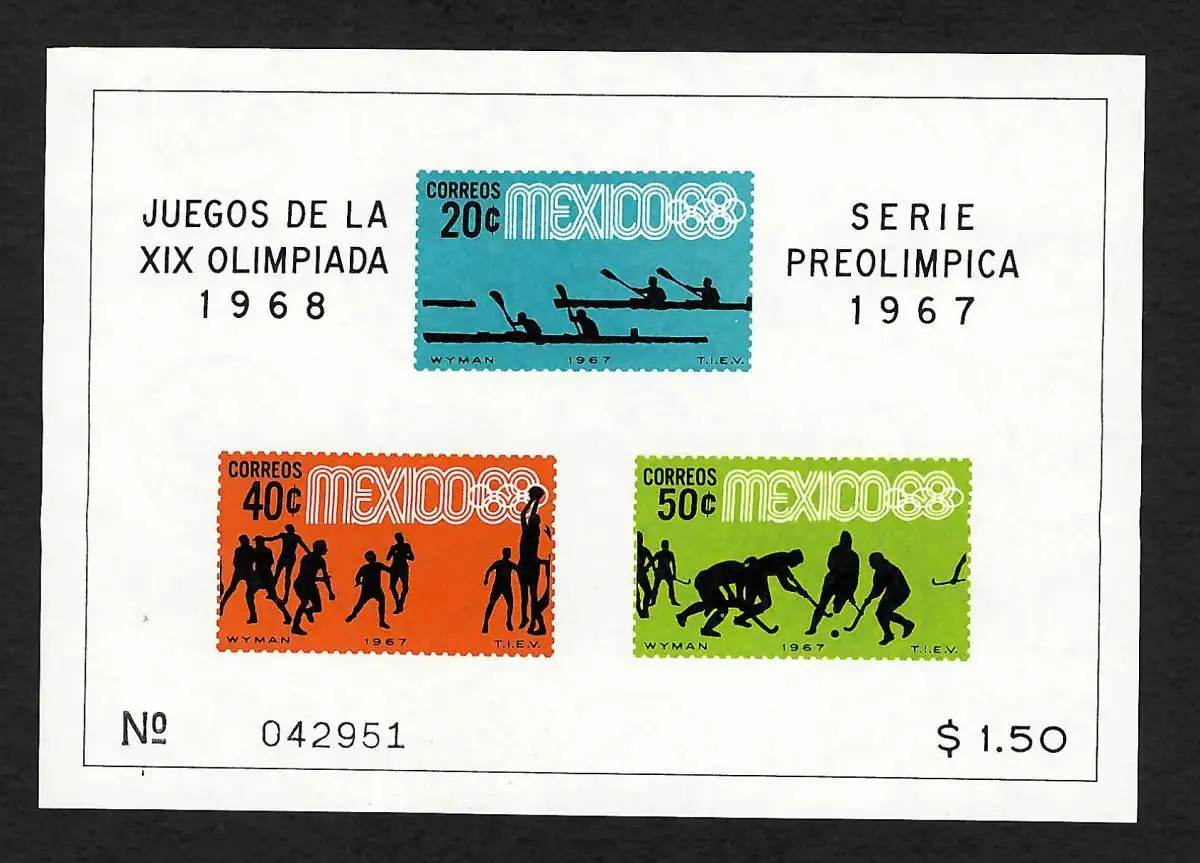 JUEGOS DE LA
XIX OLIMPIADA
1968
CORREOS
20¢
MEXICO68
WYMAN 1967 T.I.E.V.
SERIE
PREOLIMPICA
1967
CORREOS
40¢
MEXICO68
WYMAN 1967 T.I.E.V.
CORREOS
50¢
MEXICO68
WYMAN 1967 T.I.E.V.
Nº 042951
$ 1.50